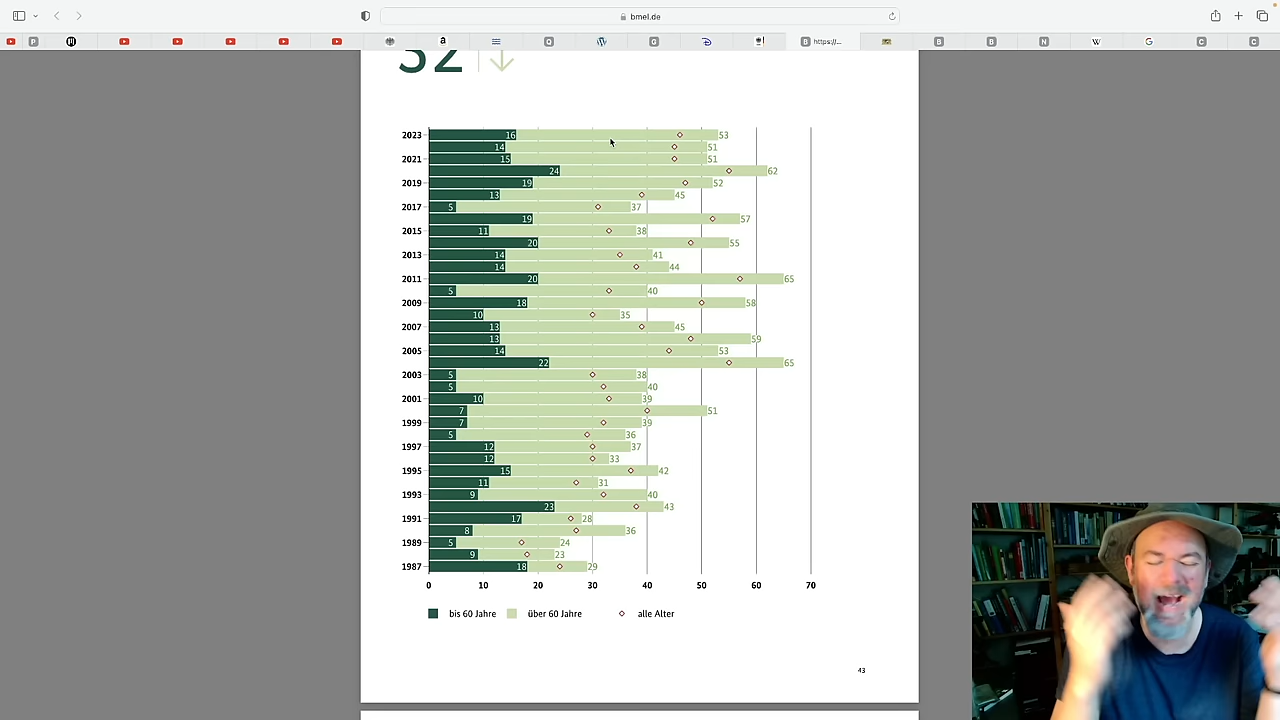 bmel.de
https://...
32
2023 16 53
14 51
2021 15 51
24 62
2019 19 52
13 45
2017 5 37
19 57
2015 11 38
20 55
2013 14 41
14 44
2011 20 65
5 40
2009 18 58
10 35
2007 13 45
13 59
2005 14 53
22 65
2003 5 38
5 40
2001 10 39
7 51
1999 7 39
5 36
1997 12 37
12 33
1995 15 42
11 31
1993 9 40
23 43
1991 17 28
8 36
1989 5 24
9 23
1987 18 29
0 10 20 30 40 50 60 70
bis 60 Jahre über 60 Jahre alle Alter
43